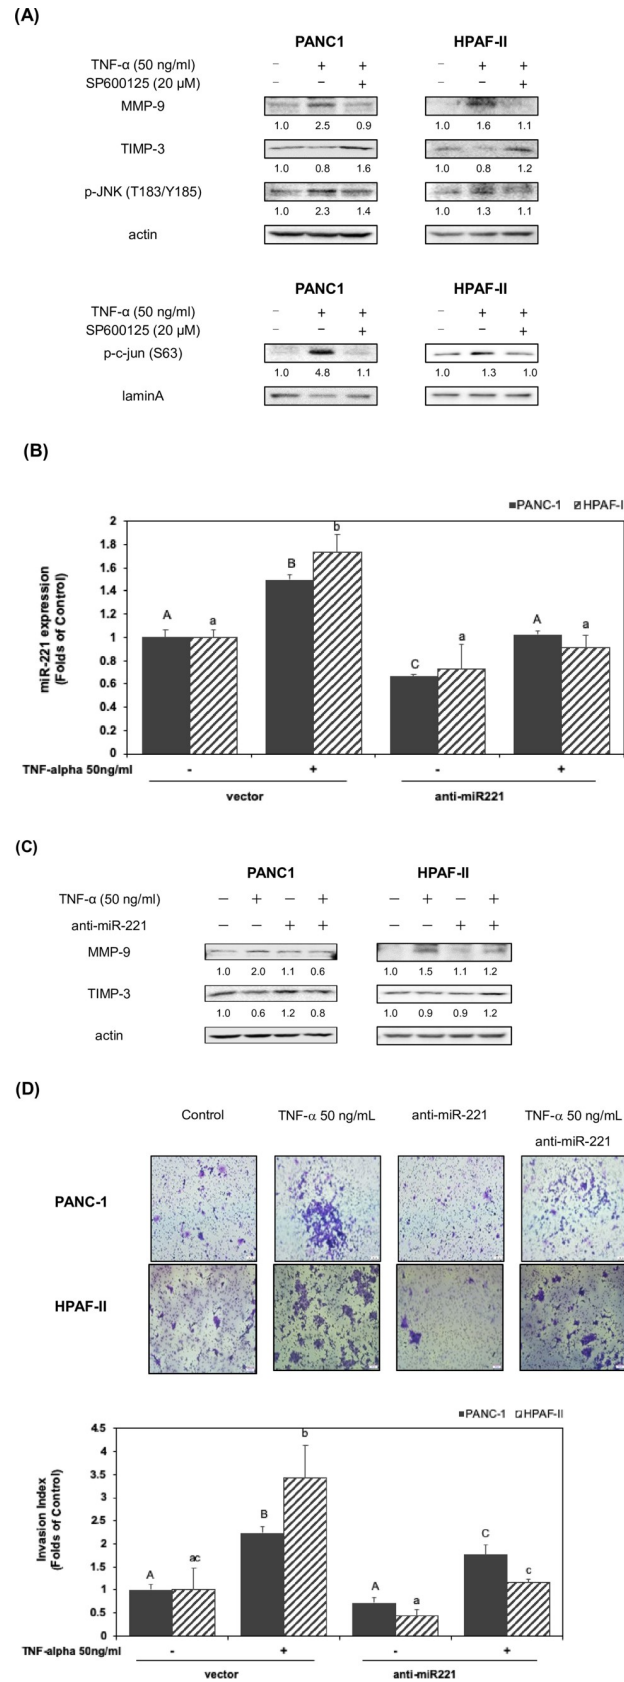 (A)
PANC1 HPAF-II
TNF-α (50 ng/ml) − + + − + +
SP600125 (20 μM) − − + − − +
MMP-9
1.0 2.5 0.9 1.0 1.6 1.1
TIMP-3
1.0 0.8 1.6 1.0 0.8 1.2
p-JNK (T183/Y185)
1.0 2.3 1.4 1.0 1.3 1.1
actin
PANC1 HPAF-II
TNF-α (50 ng/ml) − + + − + +
SP600125 (20 μM) − − + − − +
p-c-jun (S63)
1.0 4.8 1.1 1.0 1.3 1.0
laminA
(B)
PANC-1 HPAF-I
miR-221 expression
(Folds of Control)
2
1.8
1.6
1.4
1.2
1
0.8
0.6
0.4
0.2
0
A a B b C a A a
TNF-alpha 50ng/ml - + - +
vector anti-miR221
(C)
PANC1 HPAF-II
TNF-α (50 ng/ml) − + − + − + − +
anti-miR-221 − − + + − − + +
MMP-9
1.0 2.0 1.1 0.6 1.0 1.5 1.1 1.2
TIMP-3
1.0 0.6 1.2 0.8 1.0 0.9 0.9 1.2
actin
(D)
Control TNF-α 50 ng/mL anti-miR-221 TNF-α 50 ng/mL
anti-miR-221
PANC-1
HPAF-II
PANC-1 HPAF-II
Invasion Index
(Folds of Control)
4.5
4
3.5
3
2.5
2
1.5
1
0.5
0
A ac B b A a C c
TNF-alpha 50ng/ml - + - +
vector anti-miR221